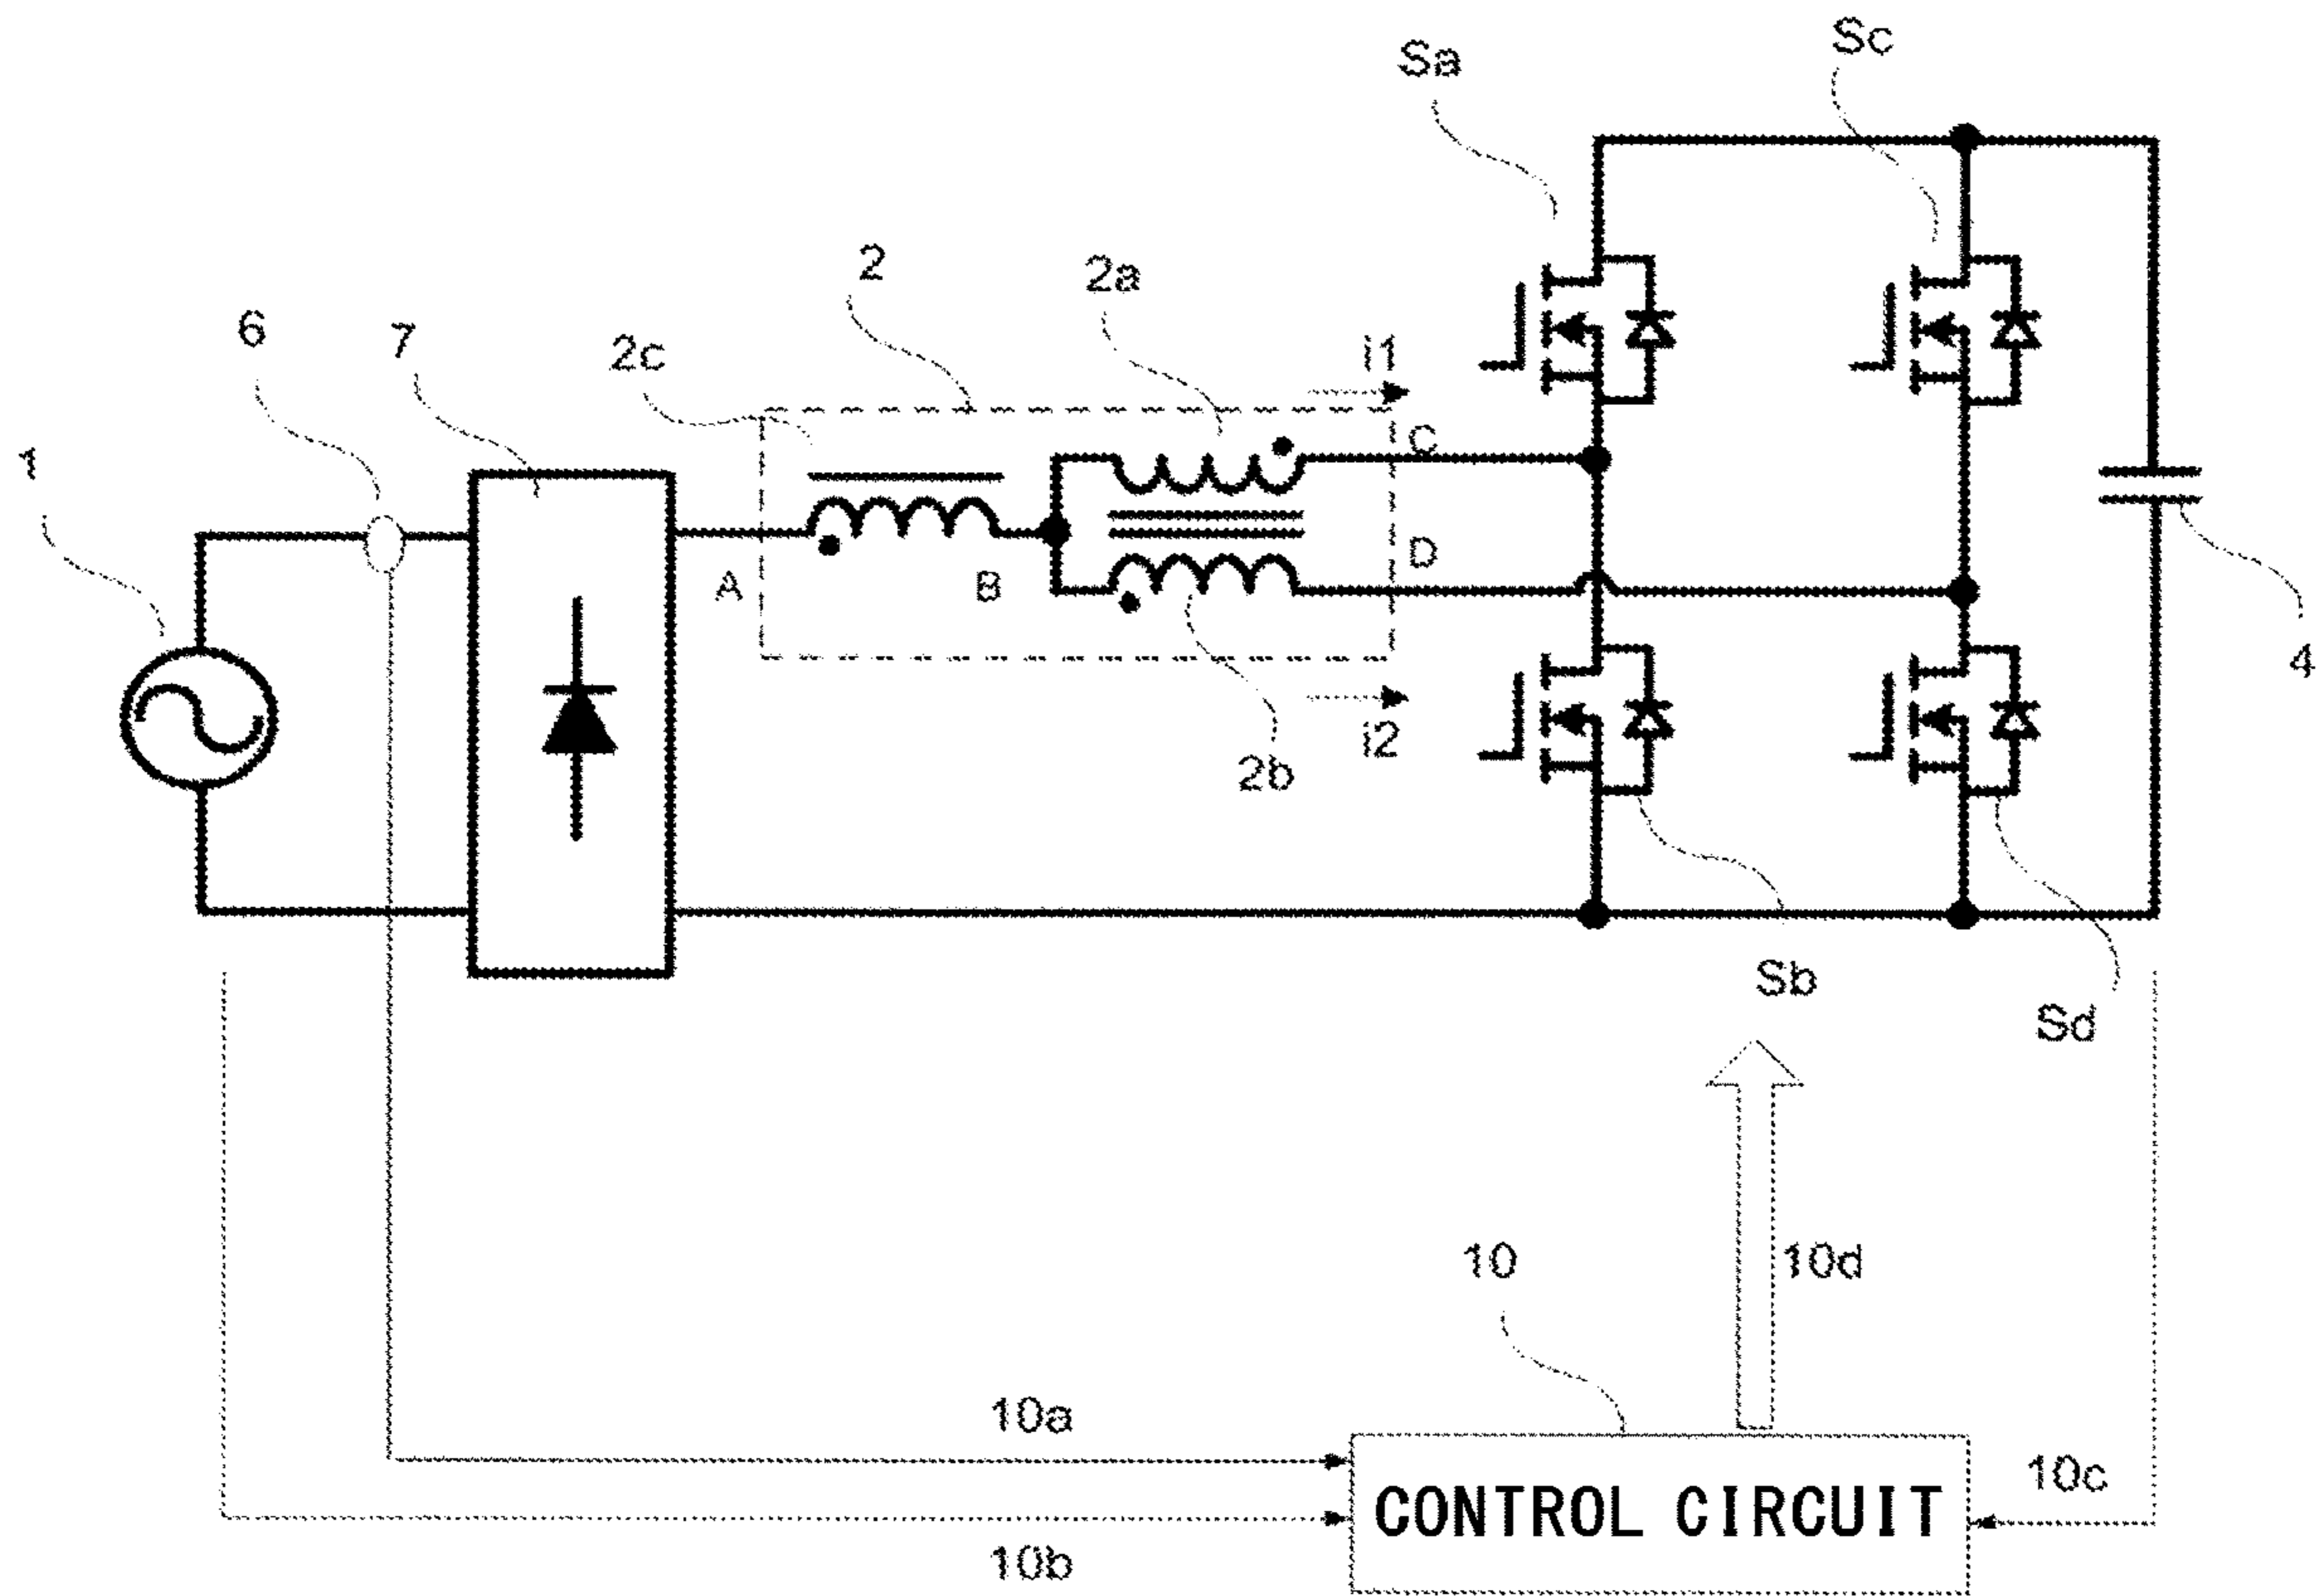 Sc
Sa
2
2a
6
7
2c
i1
1
C
D
A
B
4
i2
2b
Sb
Sd
10
10d
10a
10c
CONTROL CIRCUIT
10b